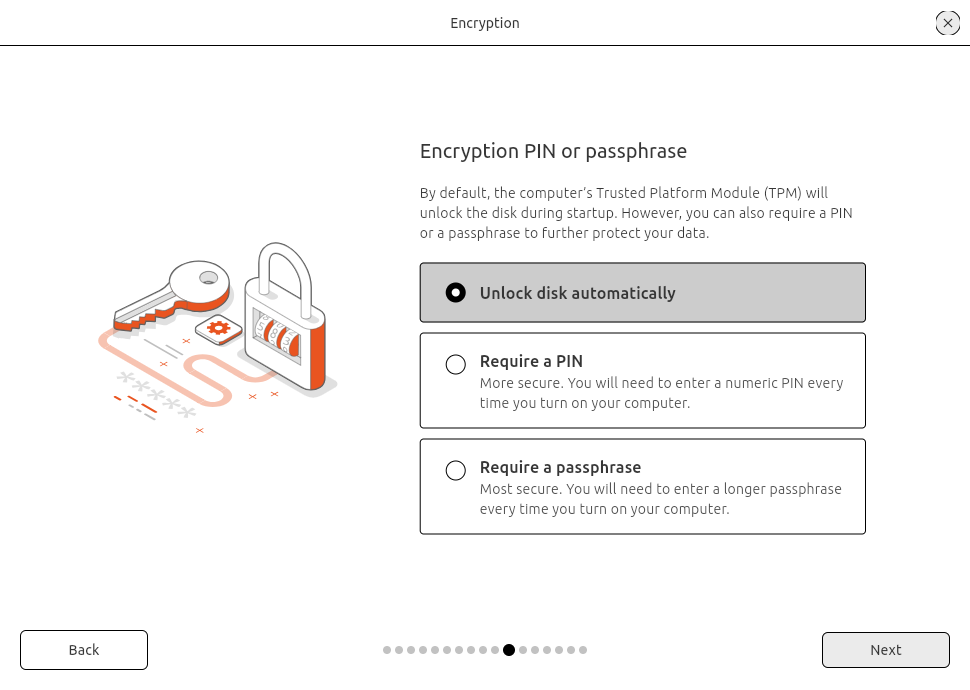 Encryption
Encryption PIN or passphrase
By default, the computer's Trusted Platform Module (TPM) will
unlock the disk during startup. However, you can also require a PIN
or a passphrase to further protect your data.
Unlock disk automatically
Require a PIN
More secure. You will need to enter a numeric PIN every
time you turn on your computer.
Require a passphrase
Most secure. You will need to enter a longer passphrase
every time you turn on your computer.
Back
Next